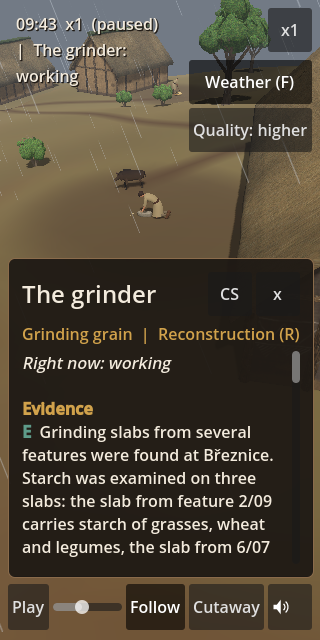 09:43 x1 (paused)
| The grinder:
working
x1
Weather (F)
Quality: higher
The grinder
CS
x
Grinding grain | Reconstruction (R)
Right now: working
Evidence
E Grinding slabs from several
features were found at Březnice.
Starch was examined on three
slabs: the slab from feature 2/09
carries starch of grasses, wheat
and legumes, the slab from 6/07
Play
Follow
Cutaway